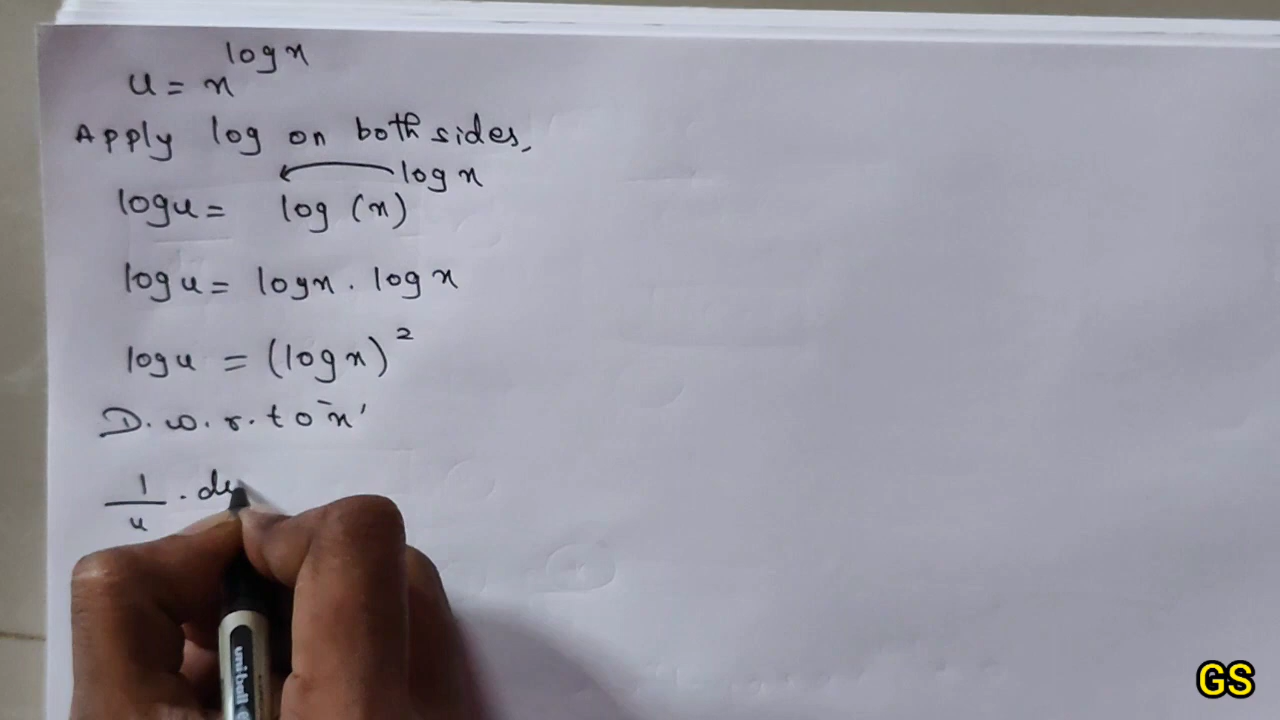 u = x^log x
Apply log on both sides,
log u = log (x)^log x
log u = log x . log x
log u = (log x)²
D. w. r. to 'x'
1/u . du
uniball
GS